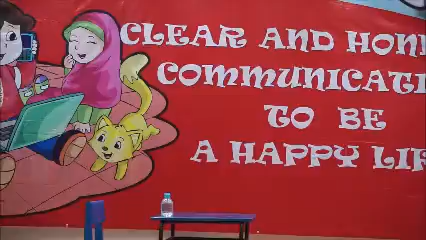 CLEAR AND HON
COMMUNICATI
TO BE
A HAPPY LIF